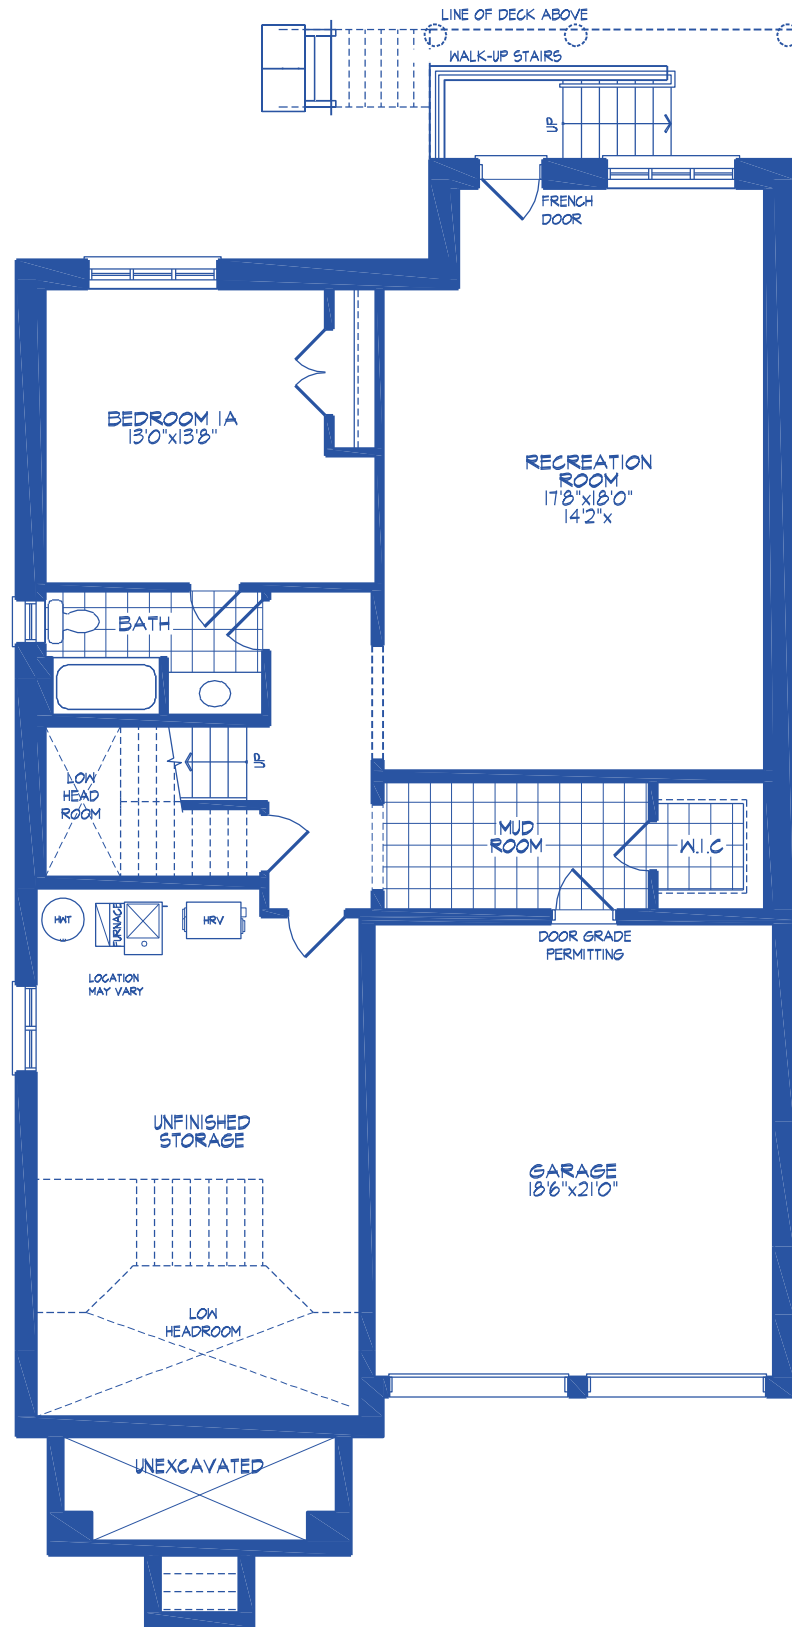 LINE OF DECK ABOVE
WALK-UP STAIRS
UP
FRENCH
DOOR
BEDROOM 1A
13'0"x13'8"
RECREATION
ROOM
17'8"x18'0"
14'2"x
BATH
UP
LOW
HEAD
ROOM
MUD
ROOM
W.I.C
HWT
FURNACE
HRV
DOOR GRADE
PERMITTING
LOCATION
MAY VARY
UNFINISHED
STORAGE
GARAGE
18'6"x21'0"
LOW
HEADROOM
UNEXCAVATED